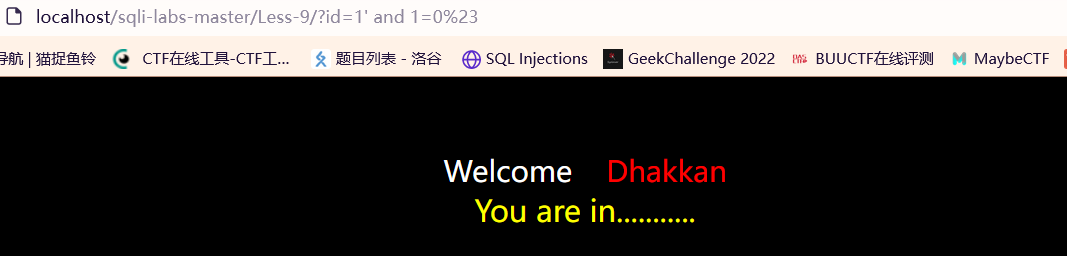 localhost/sqli-labs-master/Less-9/?id=1' and 1=0%23
导航 | 猫捉鱼铃 CTF在线工具-CTF工... 题目列表 - 洛谷 SQL Injections GeekChallenge 2022 BUUCTF在线评测 MaybeCTF
Welcome Dhakkan
You are in...........